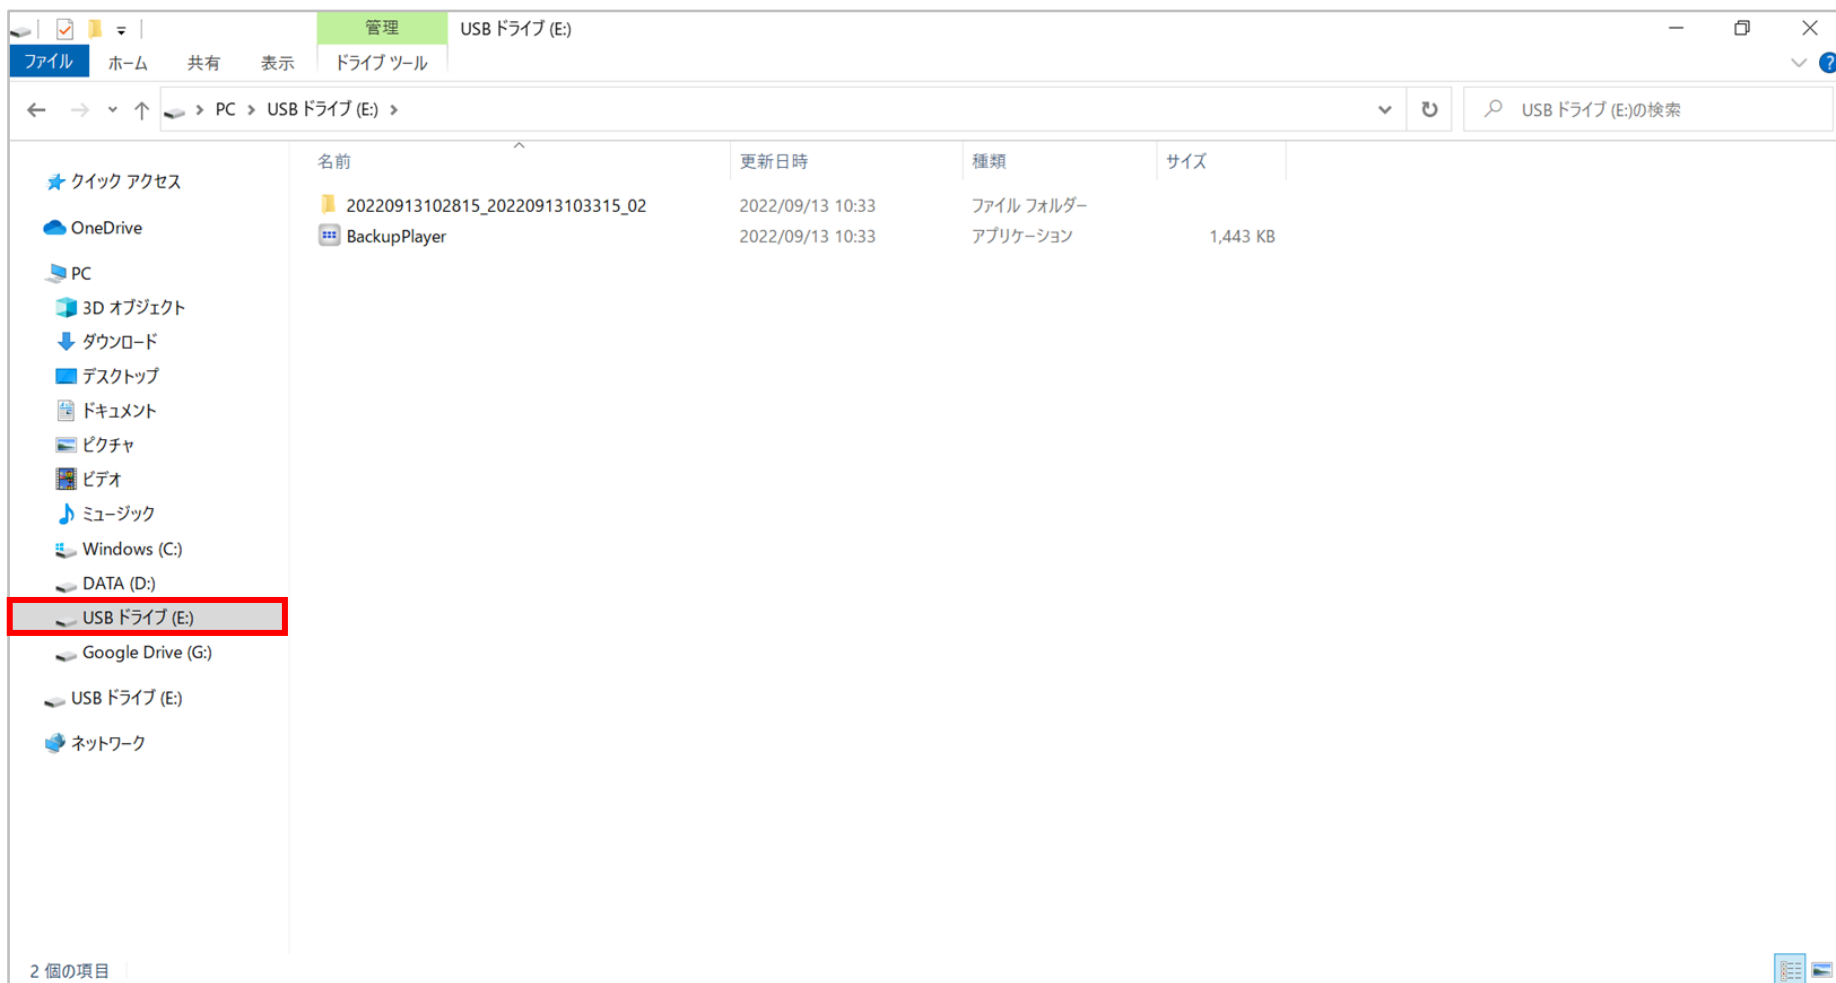 管理
USB ドライブ (E:)
ファイル ホーム 共有 表示 ドライブ ツール
?
PC USB ドライブ (E:)
USB ドライブ (E:)の検索
名前 更新日時 種類 サイズ
クイック アクセス
OneDrive
PC
3D オブジェクト
ダウンロード
デスクトップ
ドキュメント
ピクチャ
ビデオ
ミュージック
Windows (C:)
DATA (D:)
USB ドライブ (E:)
Google Drive (G:)
USB ドライブ (E:)
ネットワーク
20220913102815_20220913103315_02 2022/09/13 10:33 ファイル フォルダー
BackupPlayer 2022/09/13 10:33 アプリケーション 1,443 KB
2 個の項目